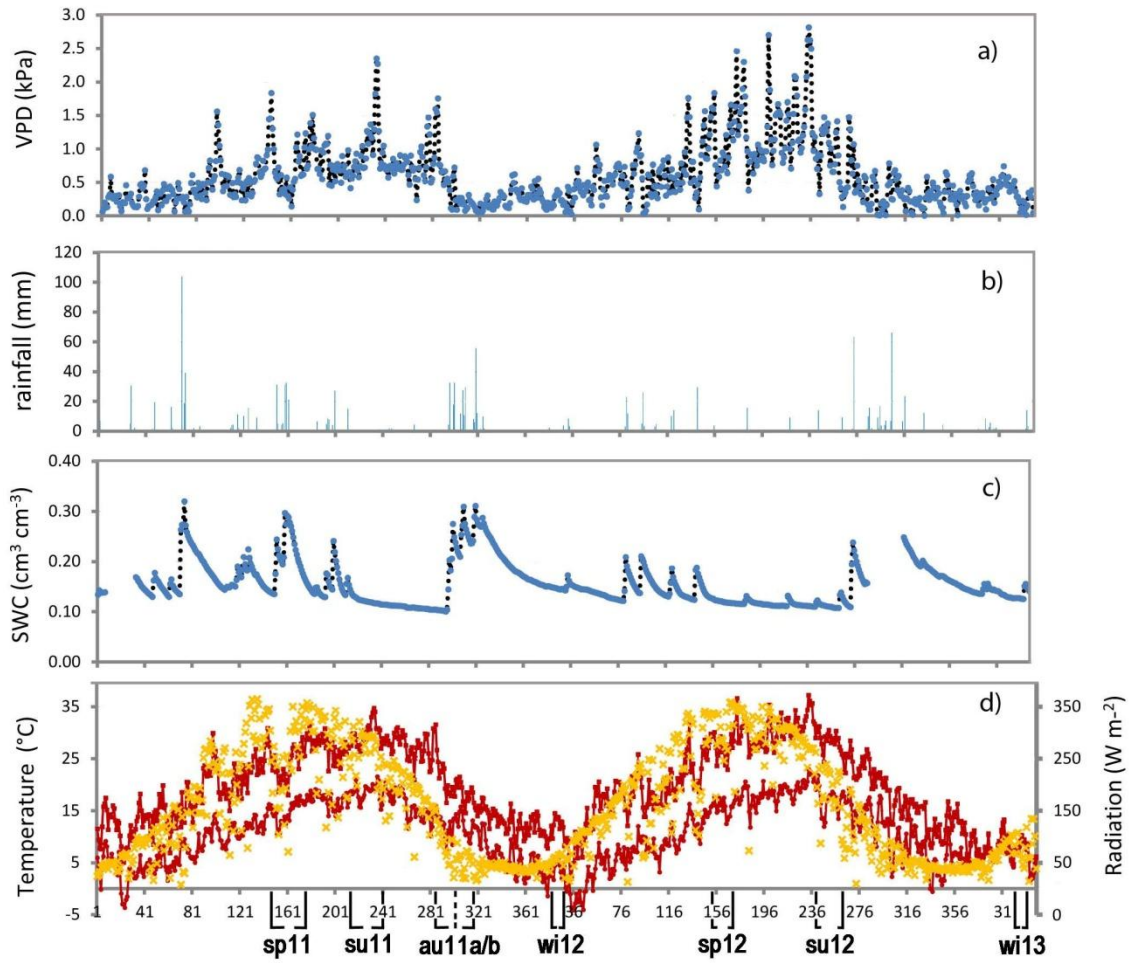 a)
VPD (kPa)
3.0
2.5
2.0
1.5
1.0
0.5
0.0
b)
rainfall (mm)
120
100
80
60
40
20
0
c)
SWC (cm³ cm⁻³)
0.40
0.30
0.20
0.10
0.00
d)
Temperature (°C)
35
25
15
5
-5
350
250
150
50
0
Radiation (W m-²)
1 41 81 121 161 201 241 281 321 361 36 76 116 156 196 236 276 316 356 31
sp11 su11 au11a/b wi12 sp12 su12 wi13